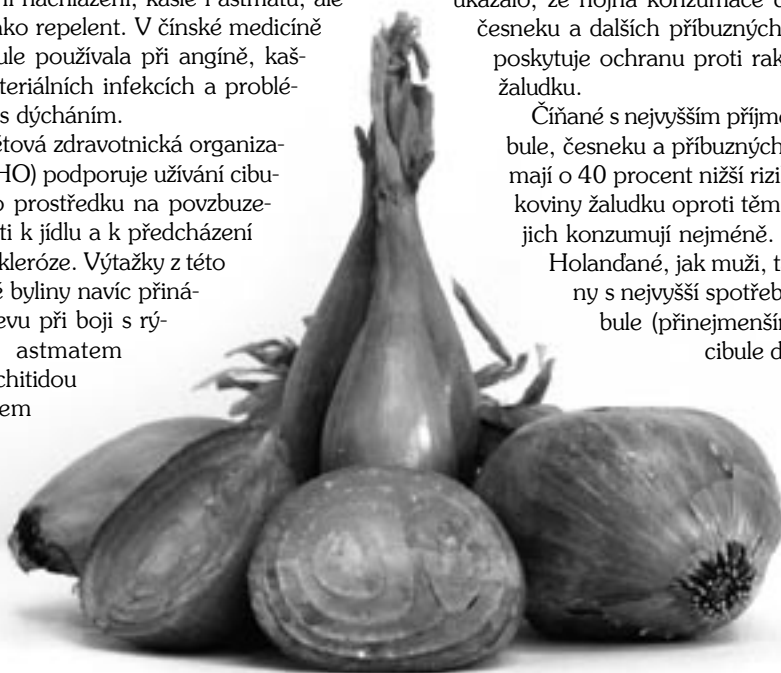 ní nachlazení, kašle i astmatu, ale
ako repelent. V čínské medicíně
ule používala při angíně, kaš-
teriálních infekcích a problé-
s dýcháním.
ětová zdravotnická organiza-
HO) podporuje užívání cibu-
o prostředku na povzbuze-
ti k jídlu a k předcházení
kleróze. Výtažky z této
é byliny navíc přiná-
evu při boji s rý-
astmatem
chitidou
em
ukázalo, že hojná konzumace c
česneku a dalších příbuzných
poskytuje ochranu proti rak
žaludku.
Číňané s nejvyšším příjme
bule, česneku a příbuzných
mají o 40 procent nižší rizi
koviny žaludku oproti těm
jich konzumují nejméně.
Holanďané, jak muži, t
ny s nejvyšší spotřeb
bule (přinejmenším
cibule d